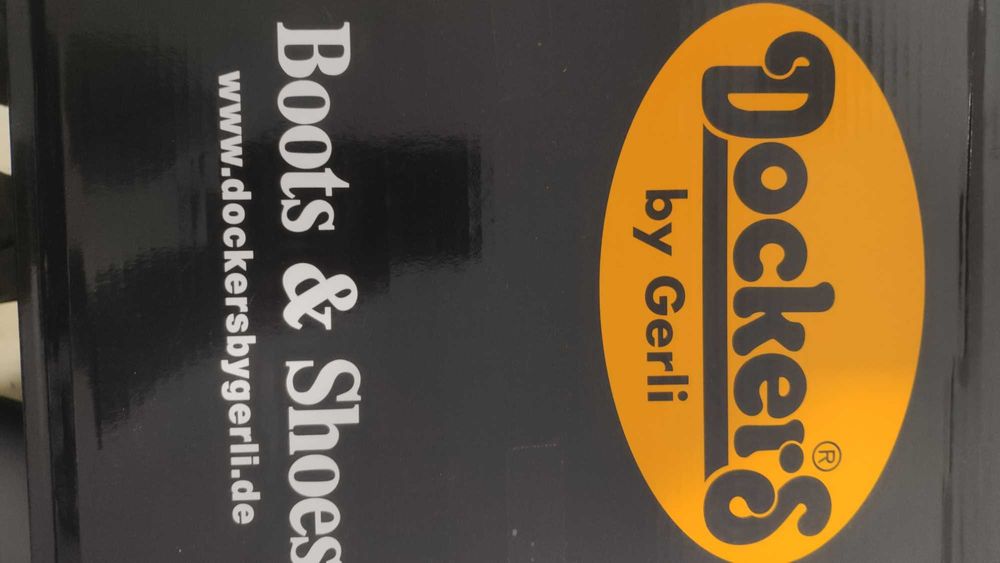 Dockers®
by Gerli
Boots & Shoes
www.dockersbygerli.de